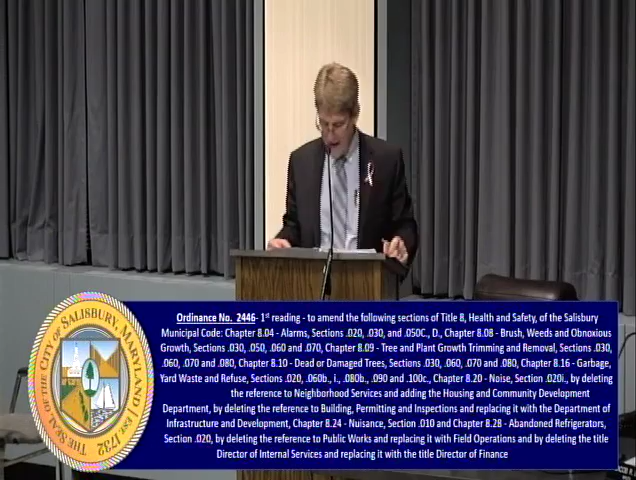 Ordinance No. 2446- 1st reading - to amend the following sections of Title 8, Health and Safety, of the Salisbury
Municipal Code: Chapter 8.04 - Alarms, Sections .020, .030, and .050C., D., Chapter 8.08 - Brush, Weeds and Obnoxious
Growth, Sections .030, .050, .060 and .070, Chapter 8.09 - Tree and Plant Growth Trimming and Removal, Sections .030,
.060, .070 and .080, Chapter 8.10 - Dead or Damaged Trees, Sections .030, .060, .070 and .080, Chapter 8.16 - Garbage,
Yard Waste and Refuse, Sections .020, .060b., i., .080b., .090 and .100c., Chapter 8.20 - Noise, Section .020i., by deleting
the reference to Neighborhood Services and adding the Housing and Community Development
Department, by deleting the reference to Building, Permitting and Inspections and replacing it with the Department of
Infrastructure and Development, Chapter 8.24 - Nuisance, Section .010 and Chapter 8.28 - Abandoned Refrigerators,
Section .020, by deleting the reference to Public Works and replacing it with Field Operations and by deleting the title
Director of Internal Services and replacing it with the title Director of Finance
THE SEAL OF THE CITY OF SALISBURY, MARYLAND | EST. 1732